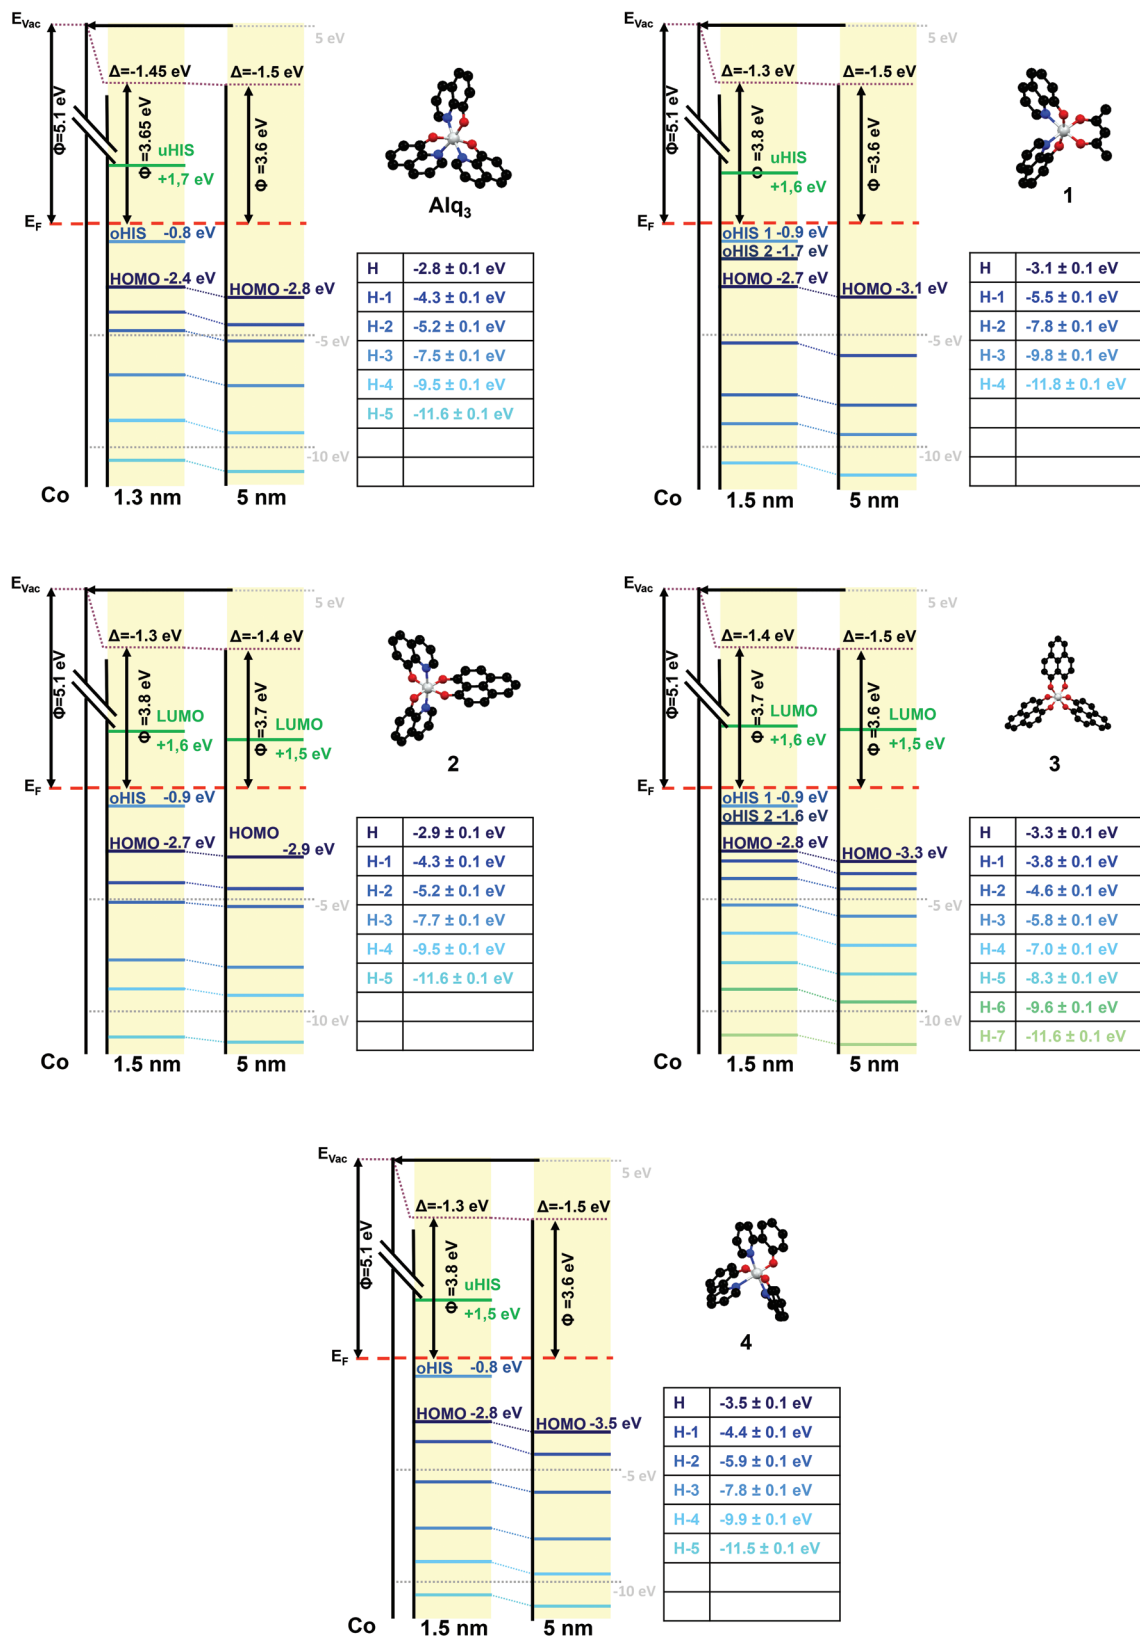 E_Vac
5 eV
Δ=-1.45 eV
Δ=-1.5 eV
Φ=5.1 eV
Φ =3.65 eV
Φ =3.6 eV
uHIS
+1,7 eV
E_F
oHIS -0.8 eV
HOMO -2.4 eV
HOMO -2.8 eV
-5 eV
-10 eV
Co
1.3 nm
5 nm
Alq₃
H -2.8 ± 0.1 eV
H-1 -4.3 ± 0.1 eV
H-2 -5.2 ± 0.1 eV
H-3 -7.5 ± 0.1 eV
H-4 -9.5 ± 0.1 eV
H-5 -11.6 ± 0.1 eV
E_Vac
5 eV
Δ=-1.3 eV
Δ=-1.5 eV
Φ=5.1 eV
Φ =3.8 eV
Φ =3.6 eV
uHIS
+1,6 eV
E_F
oHIS 1 -0.9 eV
oHIS 2 -1.7 eV
HOMO -2.7 eV
HOMO -3.1 eV
-5 eV
-10 eV
Co
1.5 nm
5 nm
1
H -3.1 ± 0.1 eV
H-1 -5.5 ± 0.1 eV
H-2 -7.8 ± 0.1 eV
H-3 -9.8 ± 0.1 eV
H-4 -11.8 ± 0.1 eV
E_Vac
5 eV
Δ=-1.3 eV
Δ=-1.4 eV
Φ=5.1 eV
Φ =3.8 eV
Φ =3.7 eV
LUMO
+1,6 eV
LUMO
+1,5 eV
E_F
oHIS -0.9 eV
HOMO -2.7 eV
HOMO
-2.9 eV
-5 eV
-10 eV
Co
1.5 nm
5 nm
2
H -2.9 ± 0.1 eV
H-1 -4.3 ± 0.1 eV
H-2 -5.2 ± 0.1 eV
H-3 -7.7 ± 0.1 eV
H-4 -9.5 ± 0.1 eV
H-5 -11.6 ± 0.1 eV
E_Vac
5 eV
Δ=-1.4 eV
Δ=-1.5 eV
Φ=5.1 eV
Φ =3.7 eV
Φ =3.6 eV
LUMO
+1,6 eV
LUMO
+1,5 eV
E_F
oHIS 1 -0.9 eV
oHIS 2 -1.6 eV
HOMO -2.8 eV
HOMO -3.3 eV
-5 eV
-10 eV
Co
1.5 nm
5 nm
3
H -3.3 ± 0.1 eV
H-1 -3.8 ± 0.1 eV
H-2 -4.6 ± 0.1 eV
H-3 -5.8 ± 0.1 eV
H-4 -7.0 ± 0.1 eV
H-5 -8.3 ± 0.1 eV
H-6 -9.6 ± 0.1 eV
H-7 -11.6 ± 0.1 eV
E_Vac
5 eV
Δ=-1.3 eV
Δ=-1.5 eV
Φ=5.1 eV
Φ =3.8 eV
Φ =3.6 eV
uHIS
+1,5 eV
E_F
oHIS -0.8 eV
HOMO -2.8 eV
HOMO -3.5 eV
-5 eV
-10 eV
Co
1.5 nm
5 nm
4
H -3.5 ± 0.1 eV
H-1 -4.4 ± 0.1 eV
H-2 -5.9 ± 0.1 eV
H-3 -7.8 ± 0.1 eV
H-4 -9.9 ± 0.1 eV
H-5 -11.5 ± 0.1 eV